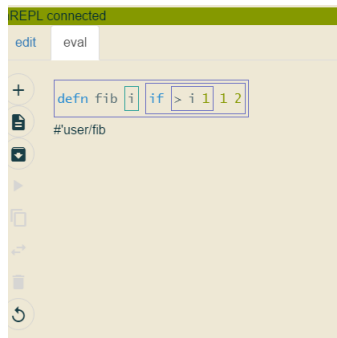 REPL connected
edit eval
defn fib i if > i 1 1 2
#'user/fib